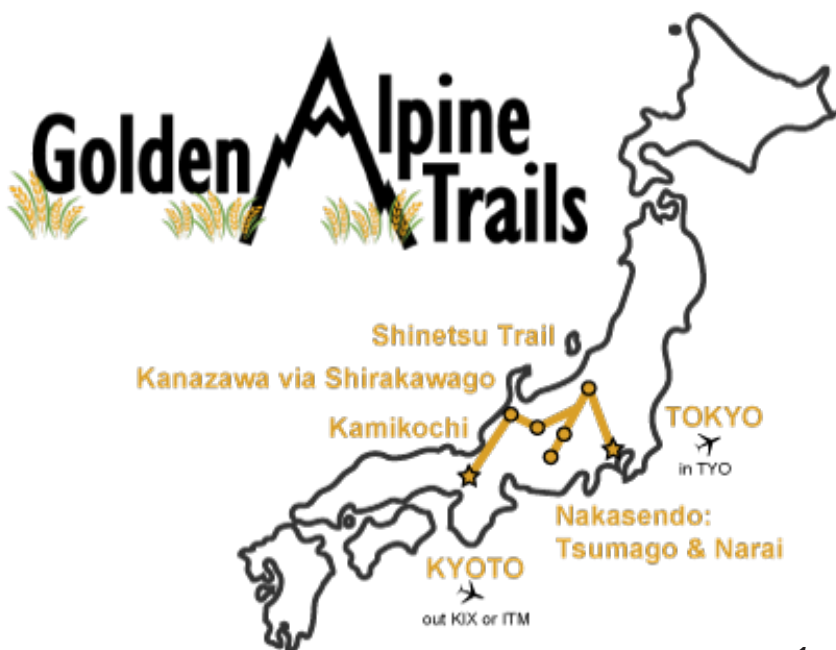 Golden Alpine
Trails
Shinetsu Trail
Kanazawa via Shirakawago
Kamikochi
TOKYO
in TYO
Nakasendo:
Tsumago & Narai
KYOTO
out KIX or ITM